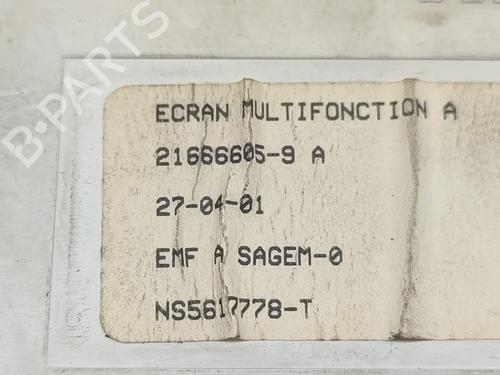 B-PARTS
ECRAN MULTIFONCTION A
21666605-9 A
27-04-01
EMF A SAGEM-0
NS5617778-T